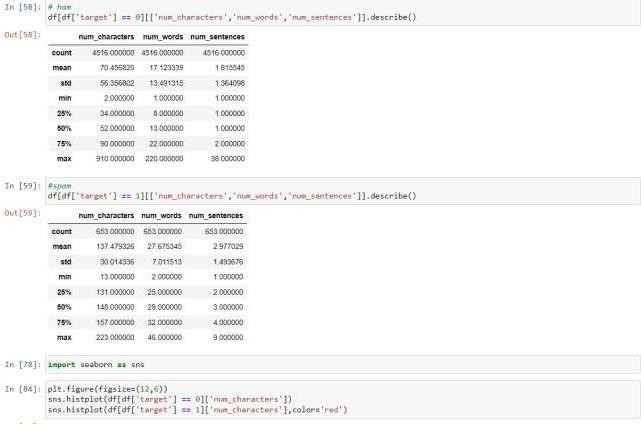 In [58]: # ham
df[df['target'] == 0][['num_characters','num_words','num_sentences']].describe()
Out[58]:
num_characters num_words num_sentences
count 4516.000000 4516.000000 4516.000000
mean 70.456820 17.123339 1.815545
std 56.356802 13.491315 1.364098
min 2.000000 1.000000 1.000000
25% 34.000000 8.000000 1.000000
50% 52.000000 13.000000 1.000000
75% 90.000000 22.000000 2.000000
max 910.000000 220.000000 38.000000
In [59]: #spam
df[df['target'] == 1][['num_characters','num_words','num_sentences']].describe()
Out[59]:
num_characters num_words num_sentences
count 653.000000 653.000000 653.000000
mean 137.479326 27.675345 2.977029
std 30.014336 7.011513 1.493676
min 13.000000 2.000000 1.000000
25% 131.000000 25.000000 2.000000
50% 148.000000 29.000000 3.000000
75% 157.000000 32.000000 4.000000
max 223.000000 46.000000 9.000000
In [78]: import seaborn as sns
In [84]: plt.figure(figsize=(12,6))
sns.histplot(df[df['target'] == 0]['num_characters'])
sns.histplot(df[df['target'] == 1]['num_characters'],color='red')